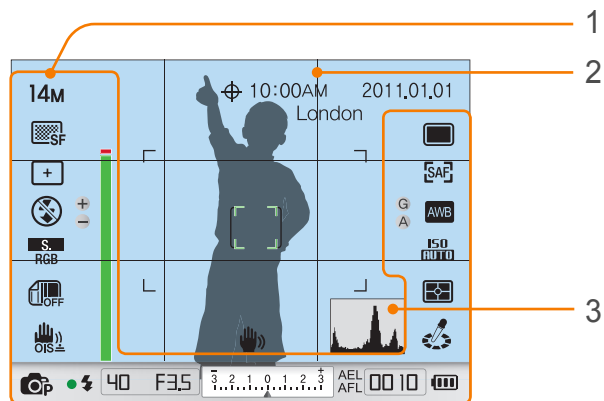 1
2
14M
10:00AM 2011.01.01
London
SF
SAF
+
+
-
G
A
AWB
S.
RGB
ISO
AUTO
OFF
3
OIS
P
40 F3.5
- +
3 2 1 0 1 2 3
AEL
AFL
0010